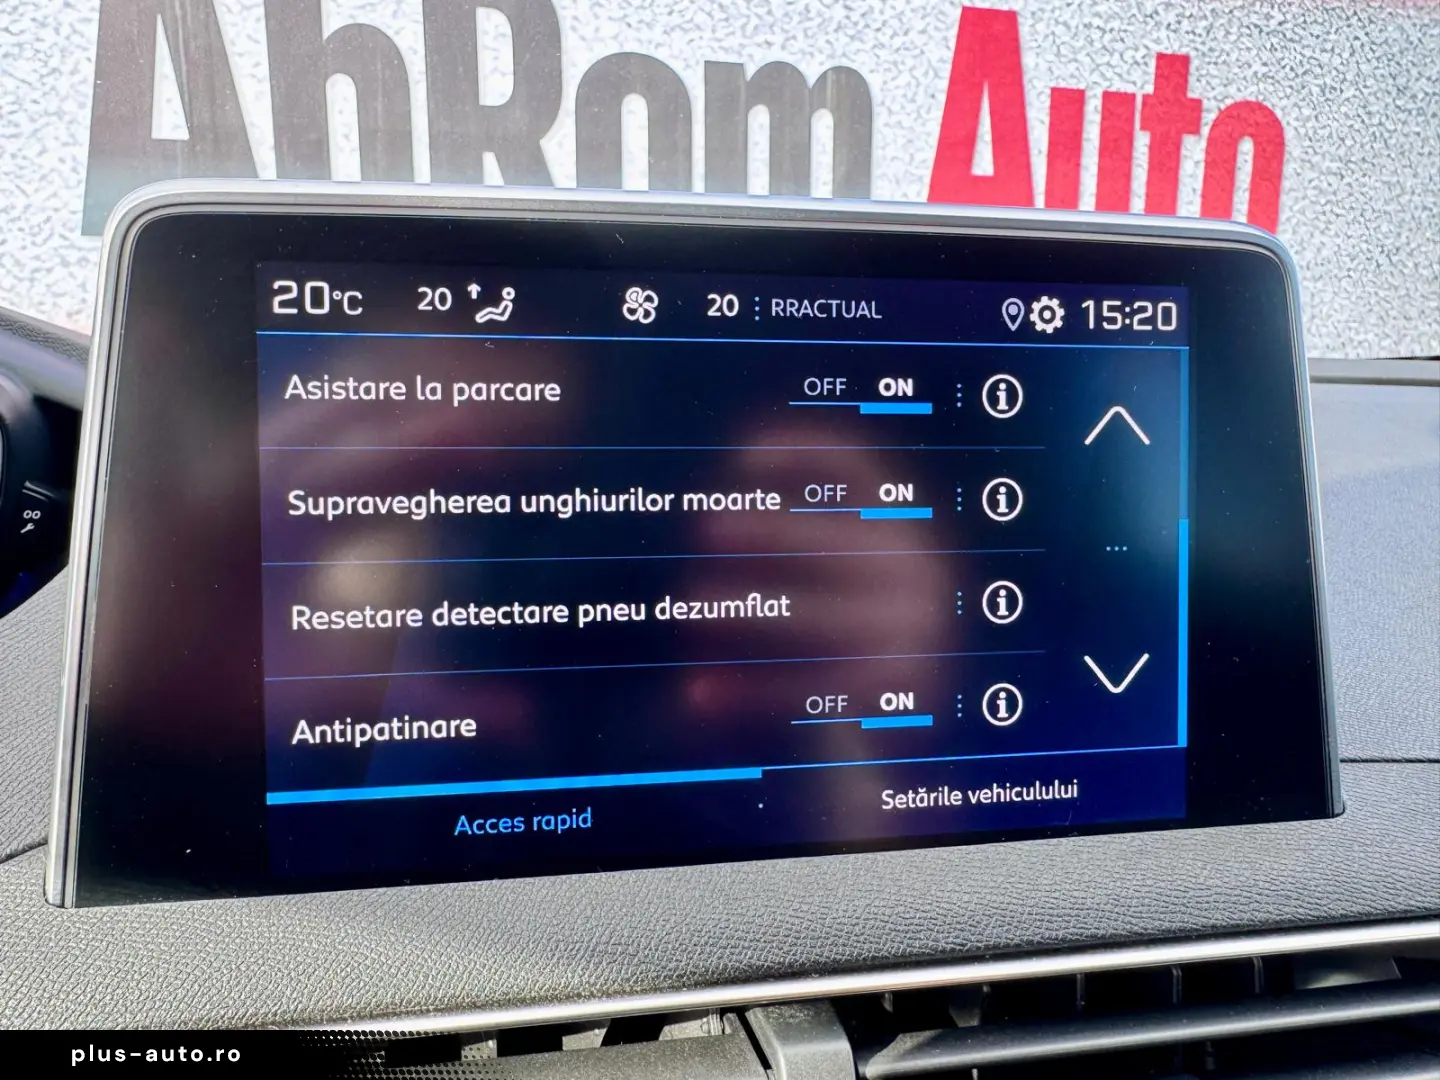 AbRom Auto
20°C 20 20 RRACTUAL 15:20
Asistare la parcare OFF ON
Supravegherea unghiurilor moarte OFF ON
Resetare detectare pneu dezumflat
Antipatinare OFF ON
Acces rapid Setările vehiculului
plus-auto.ro